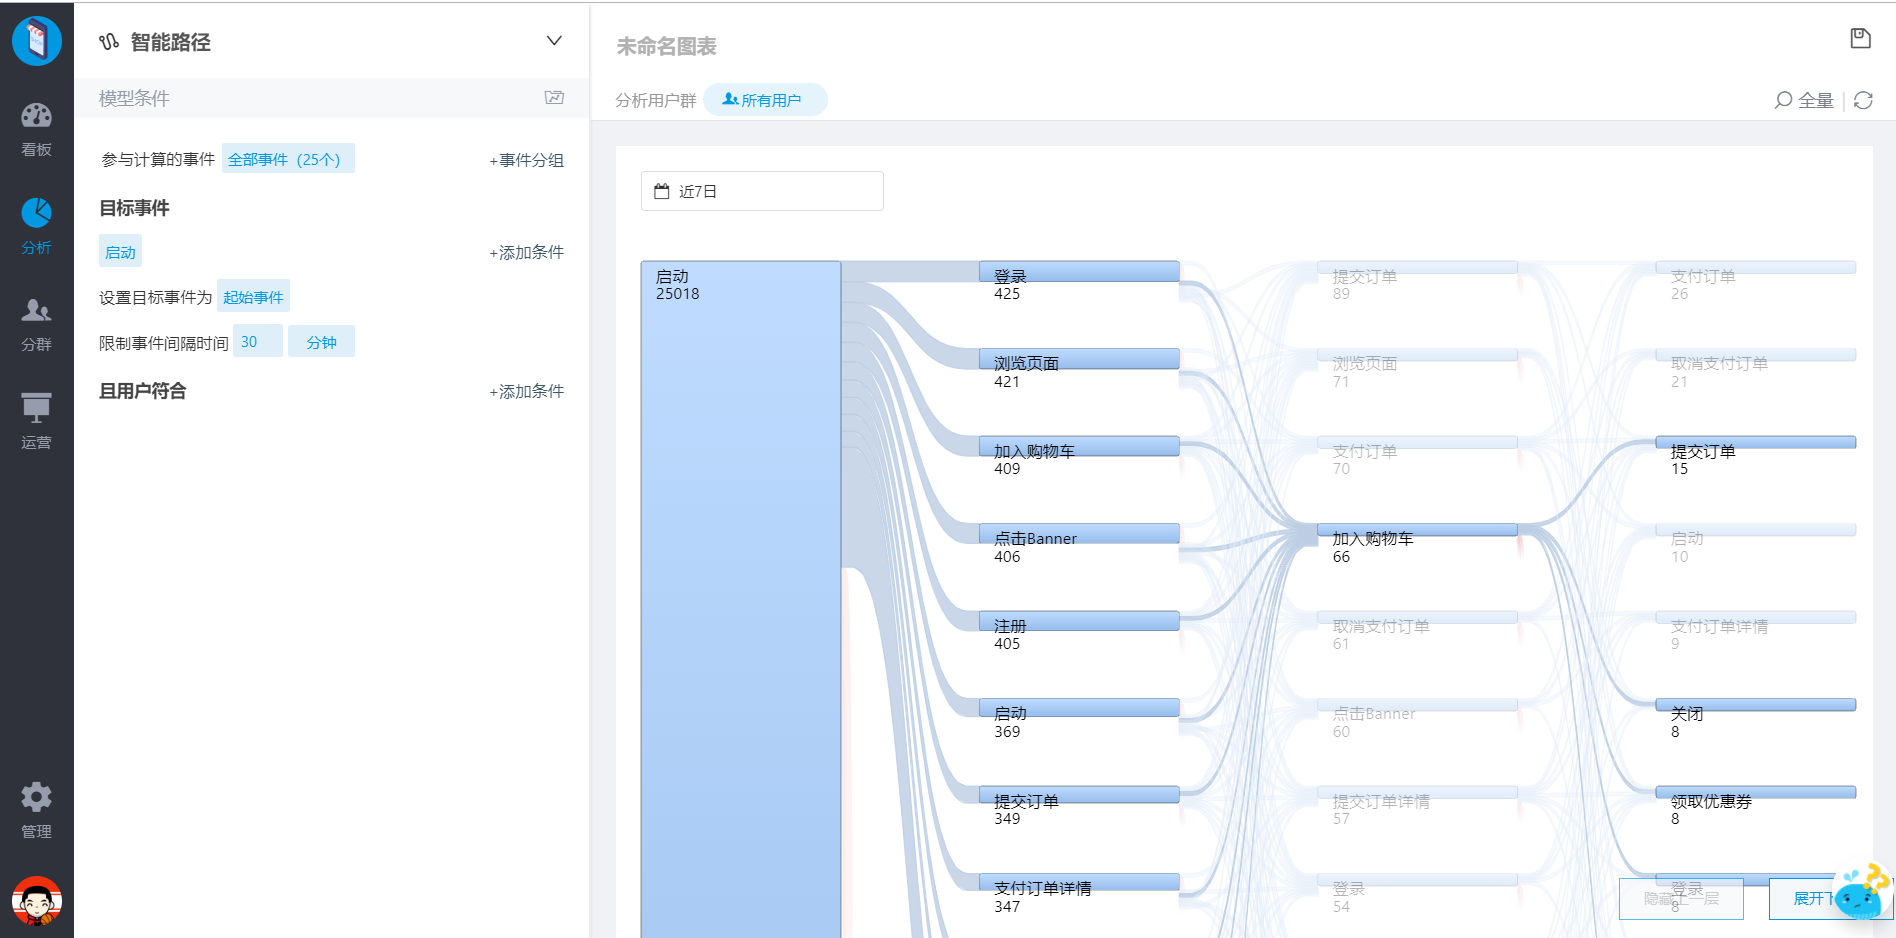 看板
分析
分群
运营
管理
智能路径
模型条件
参与计算的事件 全部事件（25个） +事件分组
目标事件
启动 +添加条件
设置目标事件为 起始事件
限制事件间隔时间 30 分钟
且用户符合 +添加条件
未命名图表
分析用户群 所有用户
全量
近7日
启动
25018
登录
425
浏览页面
421
加入购物车
409
点击Banner
406
注册
405
启动
369
提交订单
349
支付订单详情
347
提交订单
89
浏览页面
71
支付订单
70
加入购物车
66
取消支付订单
61
点击Banner
60
提交订单详情
57
登录
54
支付订单
26
取消支付订单
21
提交订单
15
启动
10
支付订单详情
9
关闭
8
领取优惠券
8
登录
8
隐藏上一层
展开下